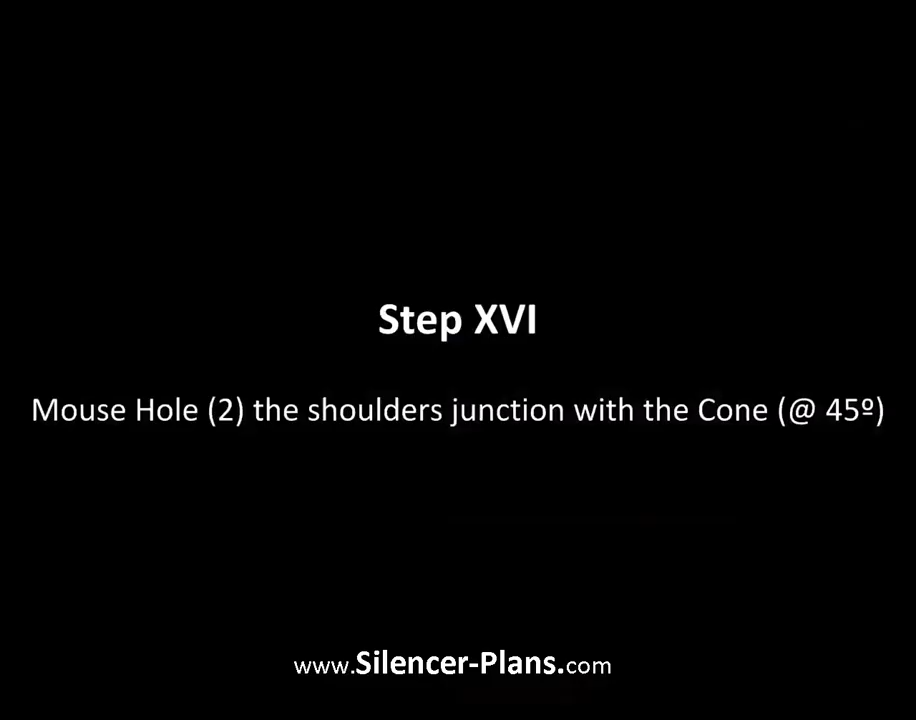 Step XVI
Mouse Hole (2) the shoulders junction with the Cone (@ 45º)
www.Silencer-Plans.com